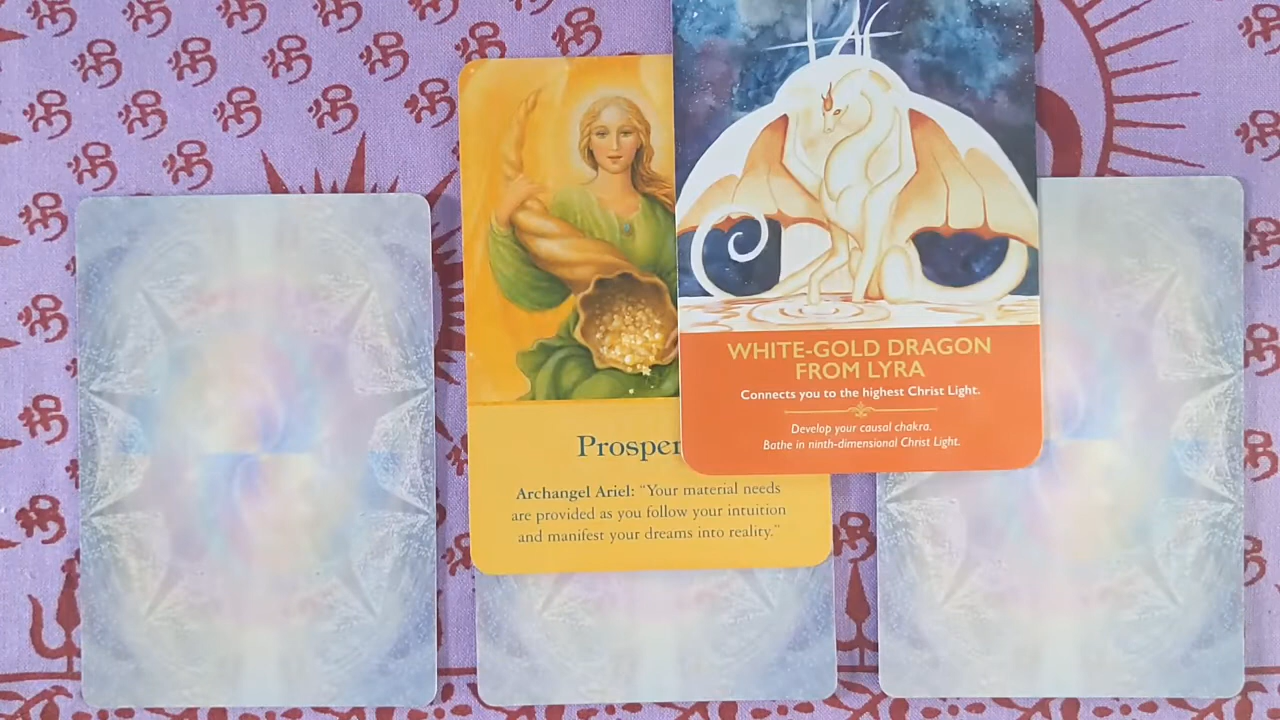 Prosper
Archangel Ariel: “Your material needs
are provided as you follow your intuition
and manifest your dreams into reality.”
WHITE-GOLD DRAGON
FROM LYRA
Connects you to the highest Christ Light.
Develop your causal chakra.
Bathe in ninth-dimensional Christ Light.